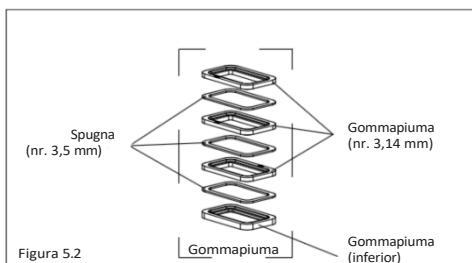 Spugna
(nr. 3,5 mm)
Gommapiuma
(nr. 3,14 mm)
Gommapiuma
Gommapiuma
(inferior)
Figura 5.2